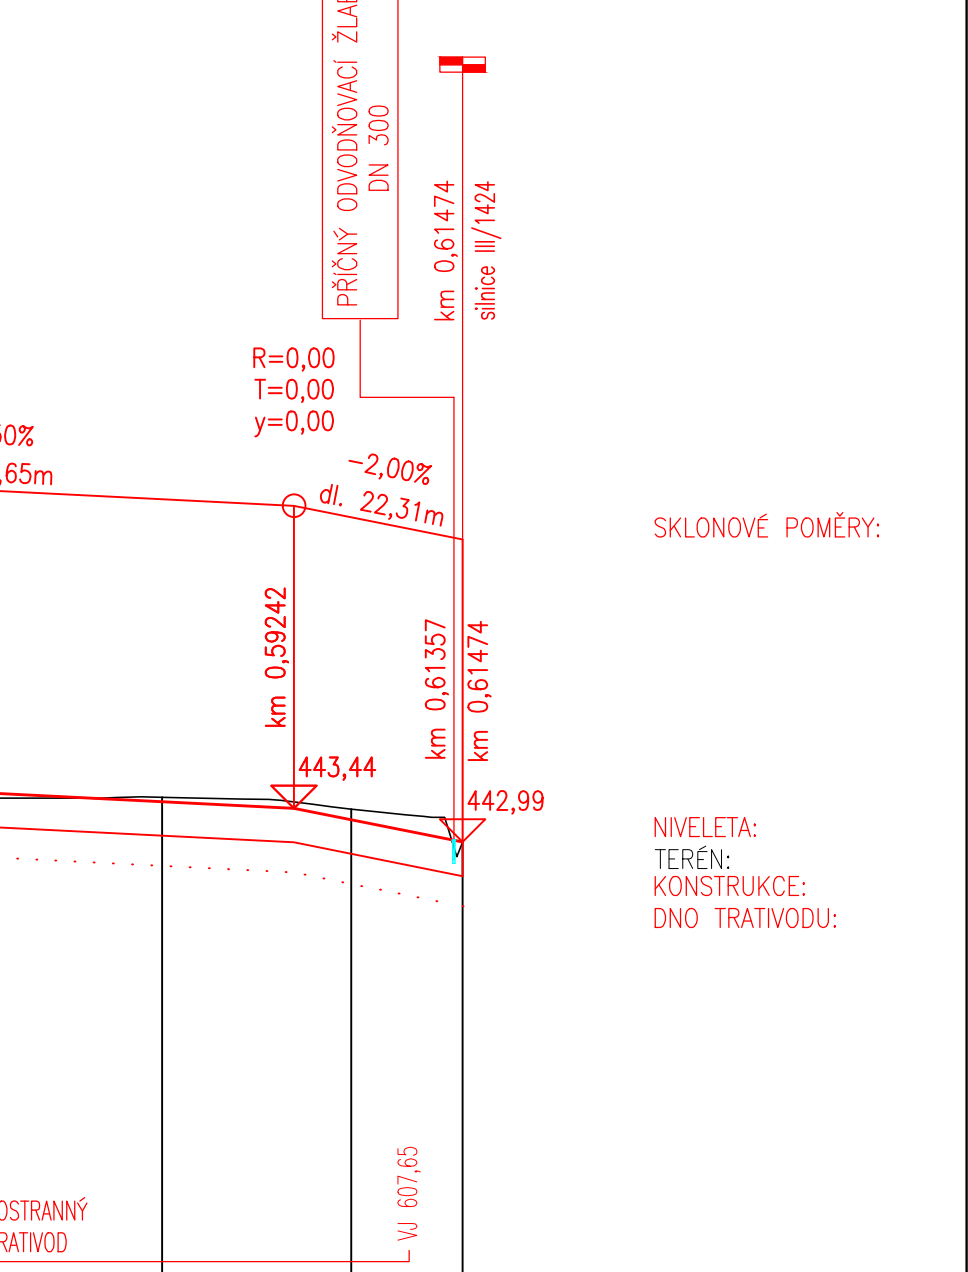 PŘÍČNÝ ODVODŇOVACÍ
DN 300
km 0,61474
silnice III/1424
R=0,00
T=0,00
y=0,00
50%
,65m
-2,00%
dl. 22,31m
SKLONOVÉ POMĚRY:
km 0,59242
km 0,61357
km 0,61474
443,44
442,99
NIVELETA:
TERÉN:
KONSTRUKCE:
DNO TRATIVODU:
VJ 607,65
OSTRANNÝ
RATIVOD